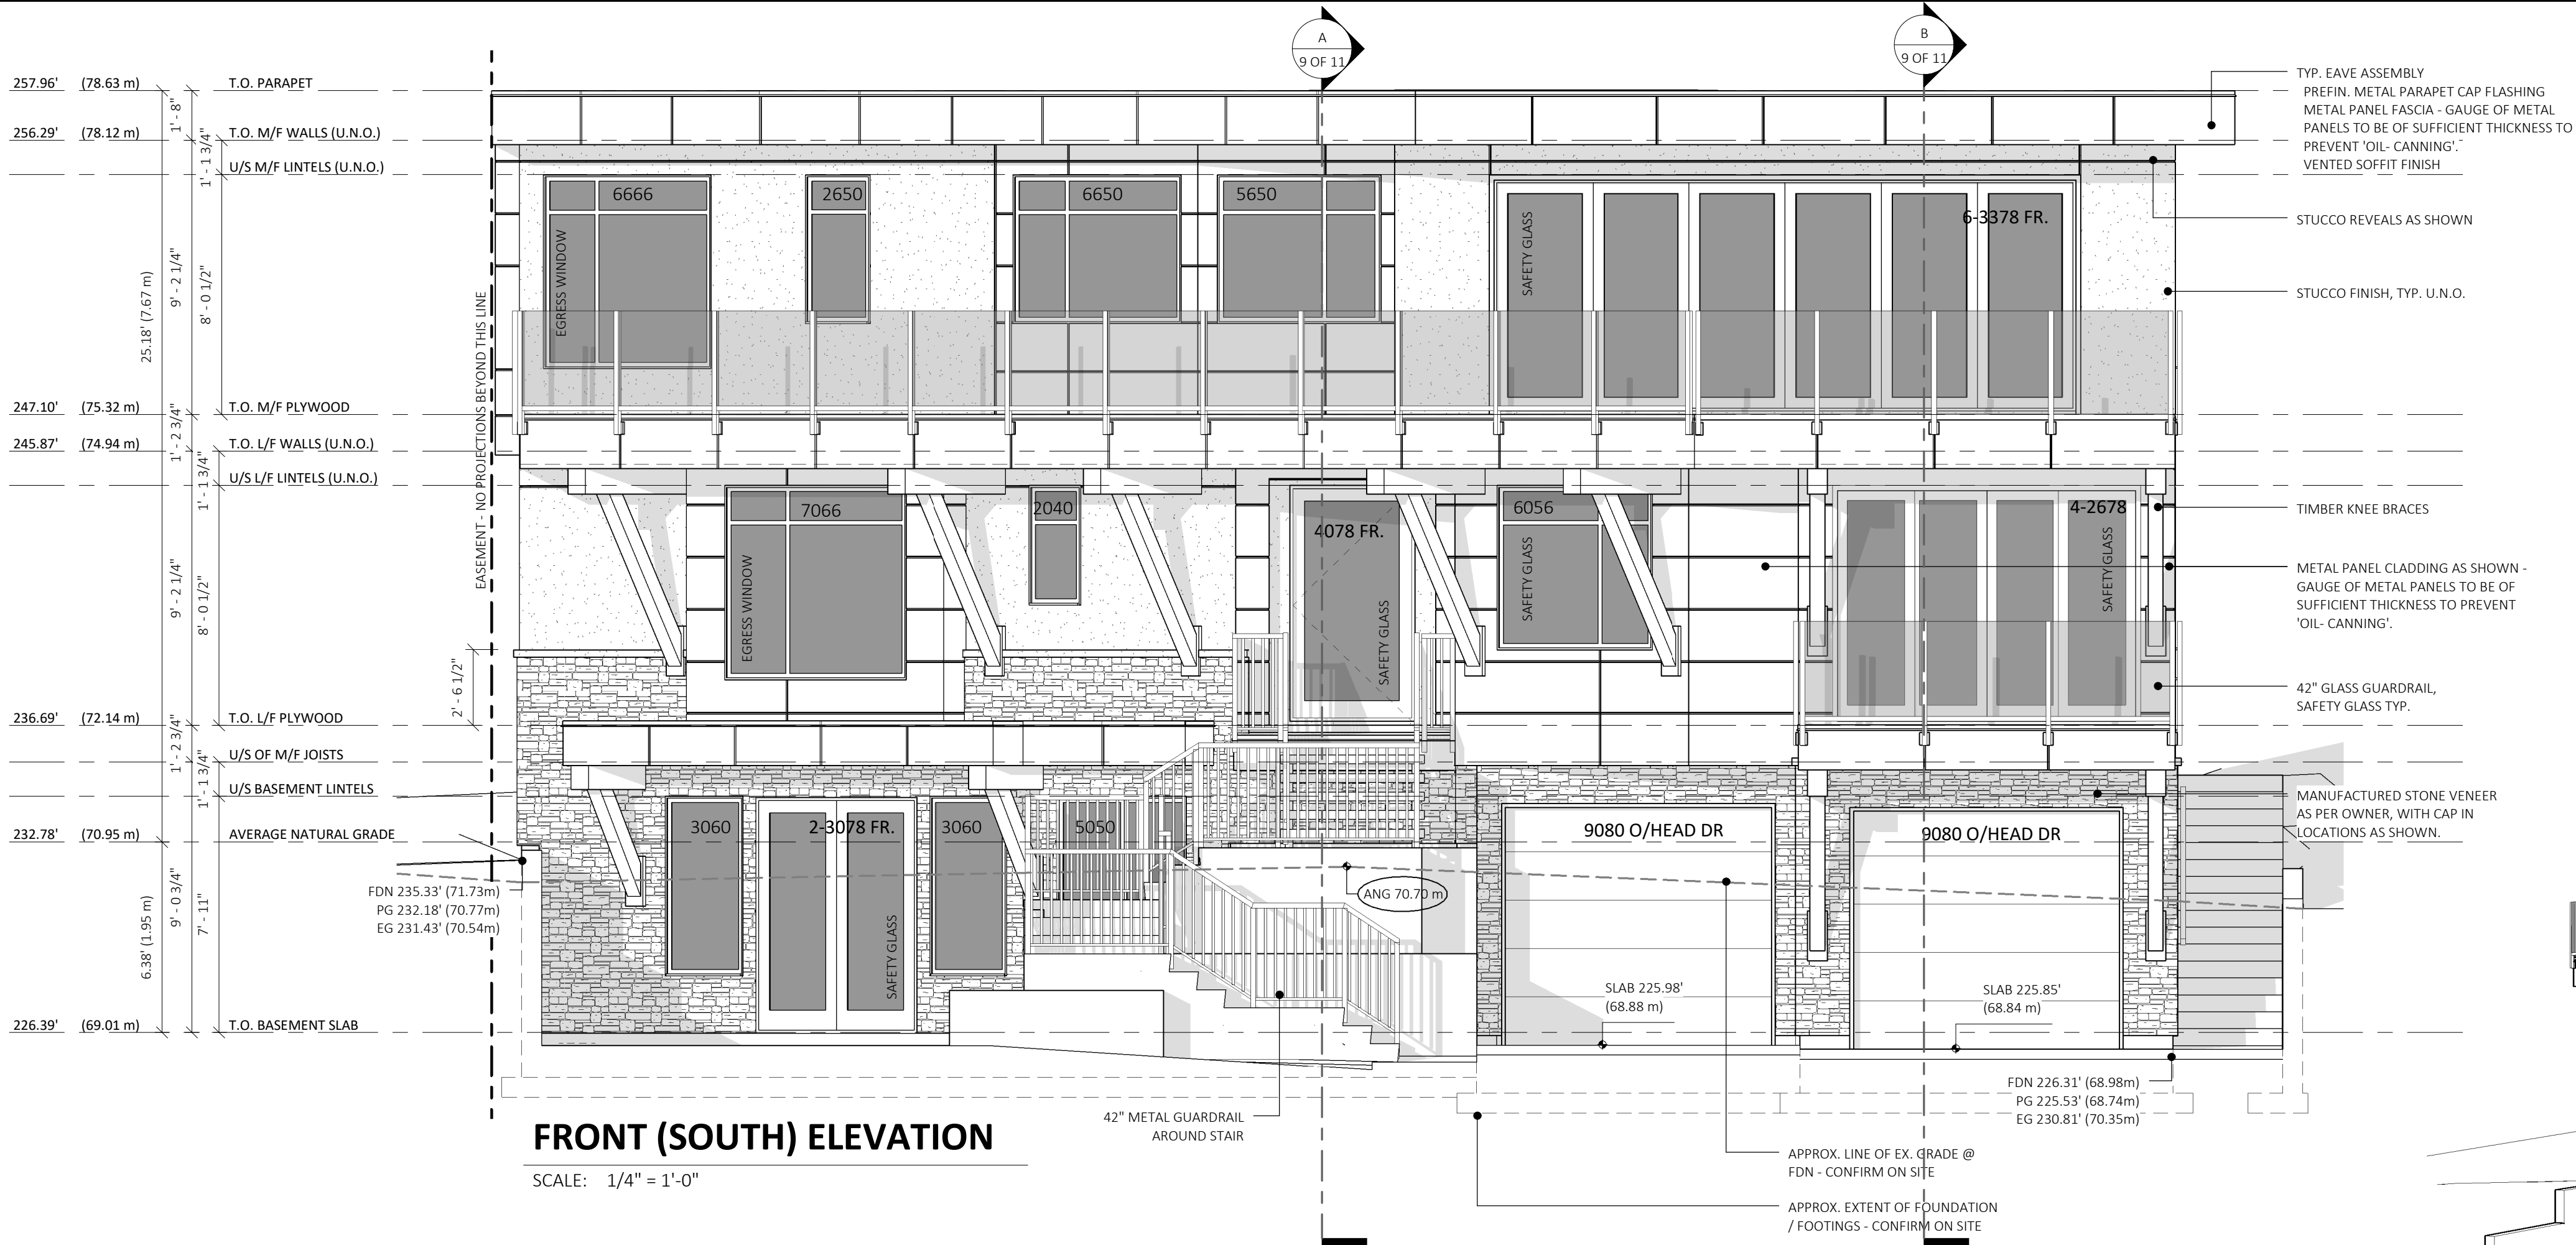 A
9 OF 11
B
9 OF 11
257.96' (78.63 m) T.O. PARAPET
256.29' (78.12 m) T.O. M/F WALLS (U.N.O.)
U/S M/F LINTELS (U.N.O.)
247.10' (75.32 m) T.O. M/F PLYWOOD
245.87' (74.94 m) T.O. L/F WALLS (U.N.O.)
U/S L/F LINTELS (U.N.O.)
236.69' (72.14 m) T.O. L/F PLYWOOD
U/S OF M/F JOISTS
U/S BASEMENT LINTELS
232.78' (70.95 m) AVERAGE NATURAL GRADE
226.39' (69.01 m) T.O. BASEMENT SLAB
25.18' (7.67 m)
6.38' (1.95 m)
1' - 8"
9' - 2 1/4"
1' - 2 3/4"
9' - 2 1/4"
1' - 2 3/4"
9' - 0 3/4"
1' - 1 3/4"
8' - 0 1/2"
1' - 1 3/4"
8' - 0 1/2"
1' - 1 3/4"
7' - 11"
2' - 6 1/2"
EASEMENT - NO PROJECTIONS BEYOND THIS LINE
FDN 235.33' (71.73m)
PG 232.18' (70.77m)
EG 231.43' (70.54m)
6666
EGRESS WINDOW
2650
6650
5650
SAFETY GLASS
6-3378 FR.
7066
EGRESS WINDOW
2040
4078 FR.
SAFETY GLASS
6056
SAFETY GLASS
4-2678
SAFETY GLASS
3060
2-3078 FR.
SAFETY GLASS
3060
5050
ANG 70.70 m
9080 O/HEAD DR
9080 O/HEAD DR
SLAB 225.98'
(68.88 m)
SLAB 225.85'
(68.84 m)
TYP. EAVE ASSEMBLY
PREFIN. METAL PARAPET CAP FLASHING
METAL PANEL FASCIA - GAUGE OF METAL
PANELS TO BE OF SUFFICIENT THICKNESS TO
PREVENT 'OIL- CANNING'.
VENTED SOFFIT FINISH
STUCCO REVEALS AS SHOWN
STUCCO FINISH, TYP. U.N.O.
TIMBER KNEE BRACES
METAL PANEL CLADDING AS SHOWN -
GAUGE OF METAL PANELS TO BE OF
SUFFICIENT THICKNESS TO PREVENT
'OIL- CANNING'.
42" GLASS GUARDRAIL,
SAFETY GLASS TYP.
MANUFACTURED STONE VENEER
AS PER OWNER, WITH CAP IN
LOCATIONS AS SHOWN.
FDN 226.31' (68.98m)
PG 225.53' (68.74m)
EG 230.81' (70.35m)
42" METAL GUARDRAIL
AROUND STAIR
APPROX. LINE OF EX. GRADE @
FDN - CONFIRM ON SITE
APPROX. EXTENT OF FOUNDATION
/ FOOTINGS - CONFIRM ON SITE
FRONT (SOUTH) ELEVATION
SCALE: 1/4" = 1'-0"